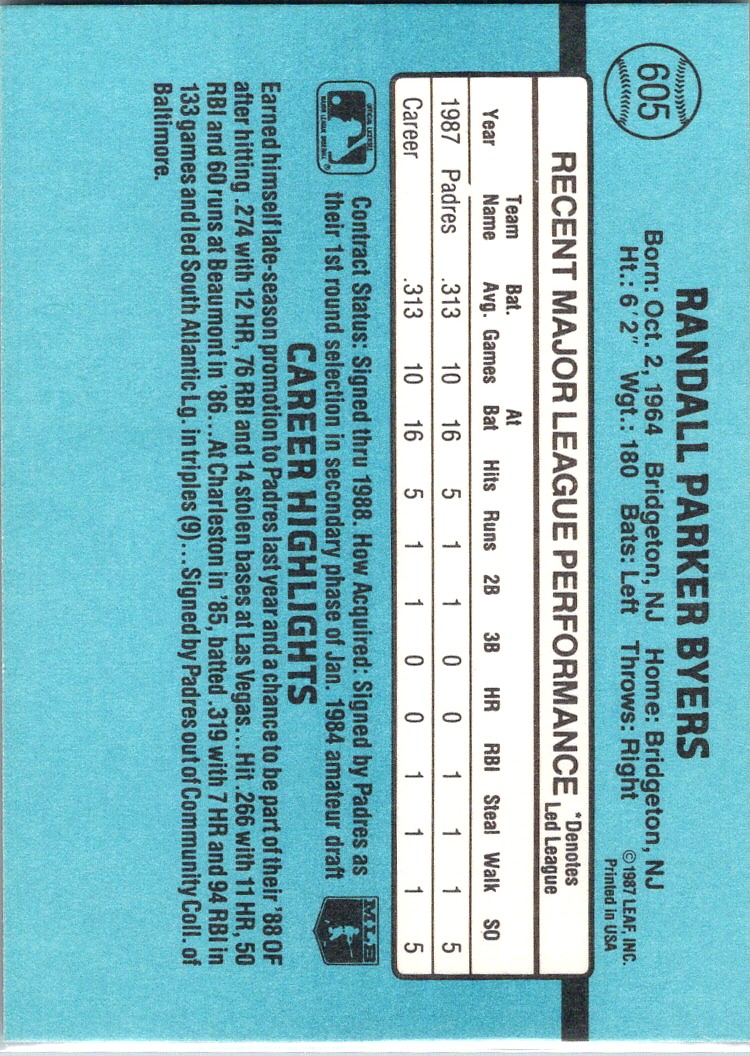 605
RANDALL PARKER BYERS
Born: Oct. 2, 1964 Bridgeton, NJ Home: Bridgeton, NJ
Ht.: 6'2" Wgt.: 180 Bats: Left Throws: Right
©1987 LEAF, INC.
Printed in USA
RECENT MAJOR LEAGUE PERFORMANCE *Denotes Led League
Year Team Name Bat. Avg. Games At Bat Hits Runs 2B 3B HR RBI Steal Walk SO
1987 Padres .313 10 16 5 1 1 0 0 1 1 1 5
Career .313 10 16 5 1 1 0 0 1 1 1 5
OFFICIAL LICENSEE
MAJOR LEAGUE BASEBALL
®
Contract Status: Signed thru 1988. How Acquired: Signed by Padres as
their 1st round selection in secondary phase of Jan. 1984 amateur draft
MLB
CAREER HIGHLIGHTS
Earned himself late-season promotion to Padres last year and a chance to be part of their '88 OF
after hitting .274 with 12 HR, 76 RBI and 14 stolen bases at Las Vegas...Hit .266 with 11 HR, 50
RBI and 60 runs at Beaumont in '86...At Charleston in '85, batted .319 with 7 HR and 94 RBI in
133 games and led South Atlantic Lg. in triples (9)...Signed by Padres out of Community Coll. of
Baltimore.